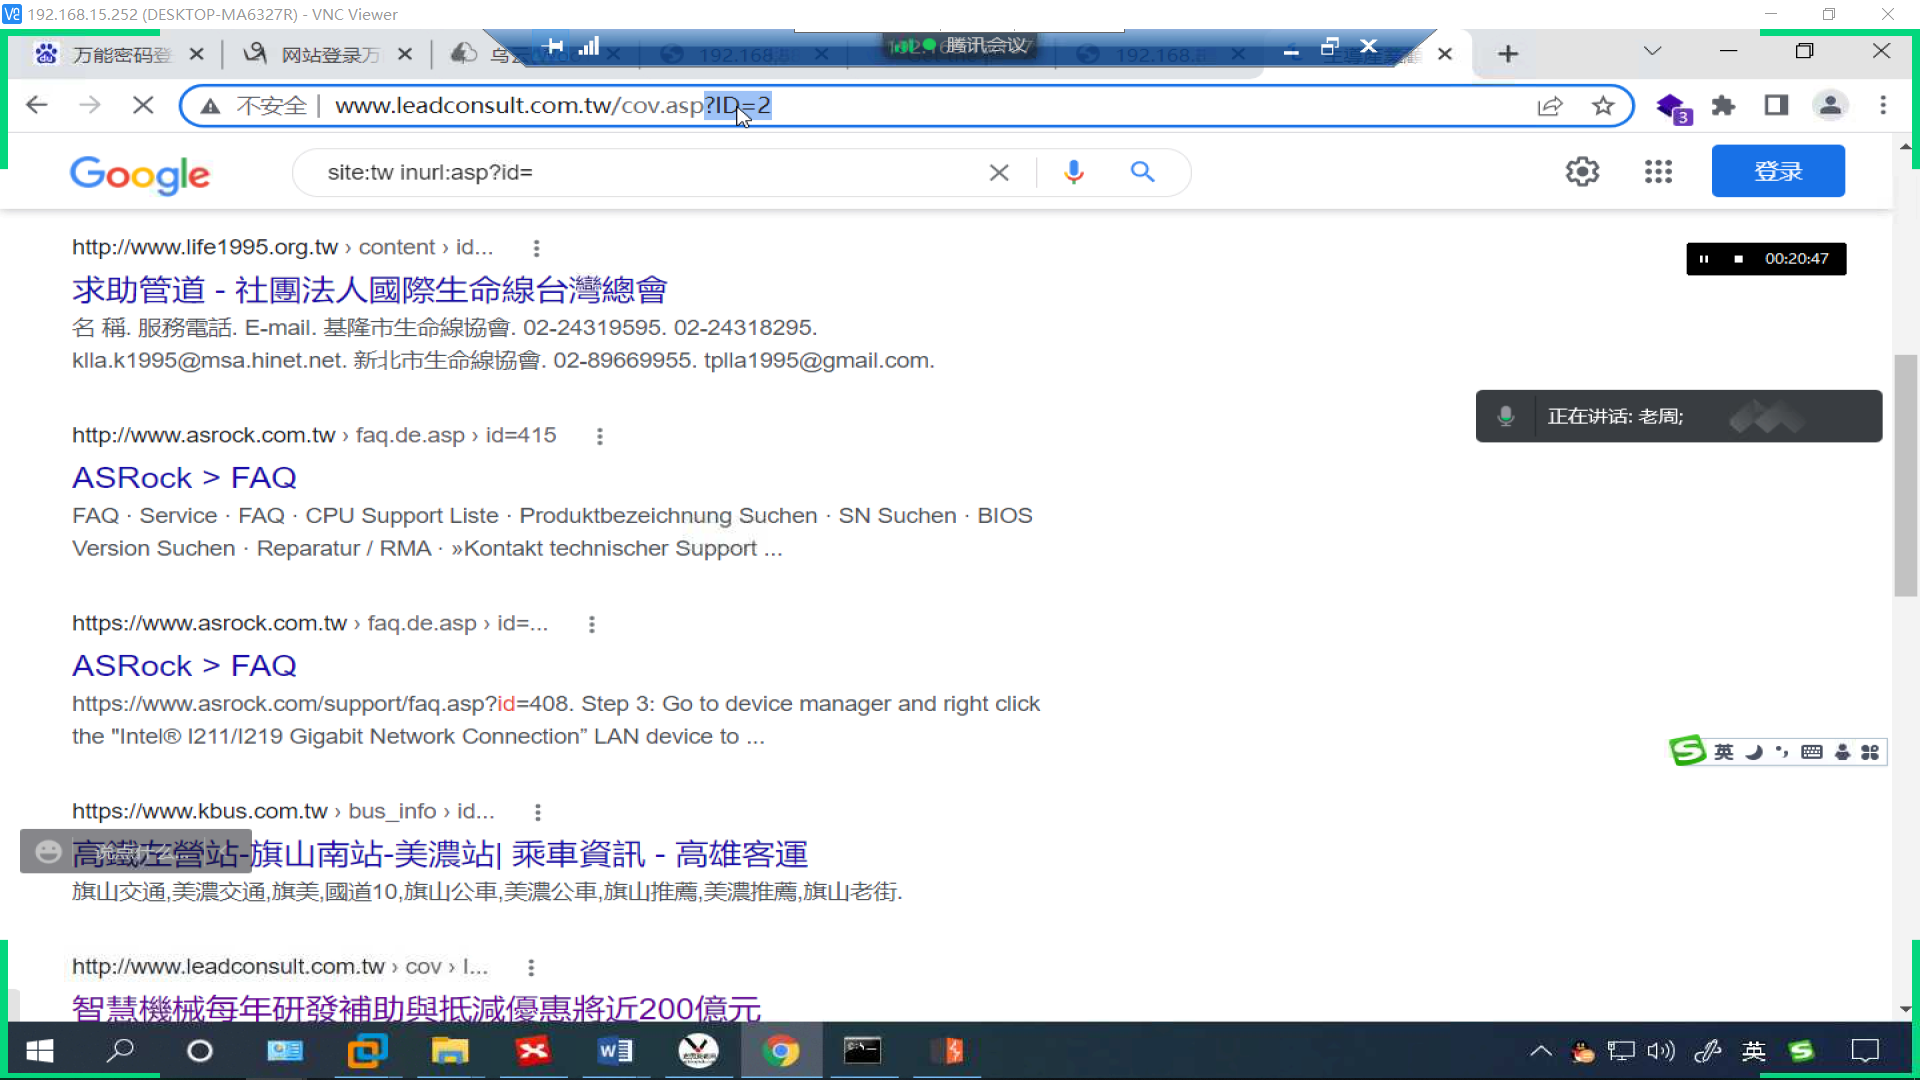 192.168.15.252 (DESKTOP-MA6327R) - VNC Viewer
万能密码登
网站登录万
腾讯会议
不安全
www.leadconsult.com.tw/cov.asp?ID=2
3
Google
site:tw inurl:asp?id=
登录
http://www.life1995.org.tw › content › id...
求助管道 - 社團法人國際生命線台灣總會
名 稱. 服務電話. E-mail. 基隆市生命線協會. 02-24319595. 02-24318295.
klla.k1995@msa.hinet.net. 新北市生命線協會. 02-89669955. tplla1995@gmail.com.
00:20:47
正在讲话: 老周;
http://www.asrock.com.tw › faq.de.asp › id=415
ASRock > FAQ
FAQ · Service · FAQ · CPU Support Liste · Produktbezeichnung Suchen · SN Suchen · BIOS
Version Suchen · Reparatur / RMA · »Kontakt technischer Support ...
https://www.asrock.com.tw › faq.de.asp › id=...
ASRock > FAQ
https://www.asrock.com/support/faq.asp?id=408. Step 3: Go to device manager and right click
the "Intel® I211/I219 Gigabit Network Connection” LAN device to ...
英
https://www.kbus.com.tw › bus_info › id...
高鐵左營站-旗山南站-美濃站| 乘車資訊 - 高雄客運
旗山交通,美濃交通,旗美,國道10,旗山公車,美濃公車,旗山推薦,美濃推薦,旗山老街.
http://www.leadconsult.com.tw › cov › I...
智慧機械每年研發補助與抵減優惠將近200億元
英